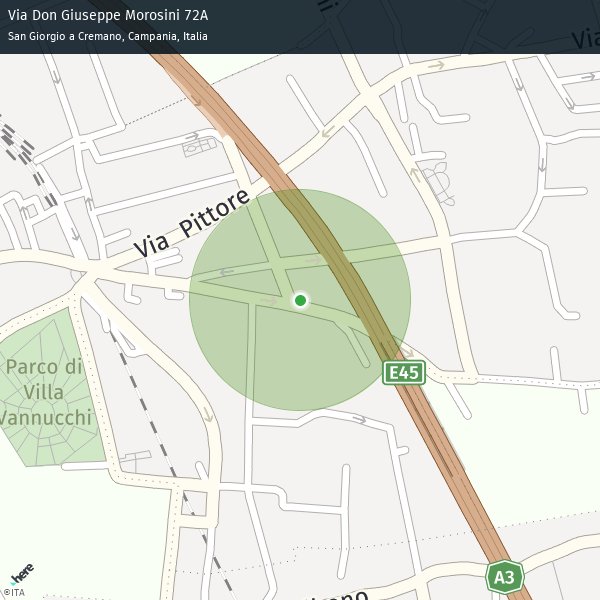 Via Don Giuseppe Morosini 72A
San Giorgio a Cremano, Campania, Italia
Via Pittore
E45
Parco di
Villa
Vannucchi
A3
here
©ITA